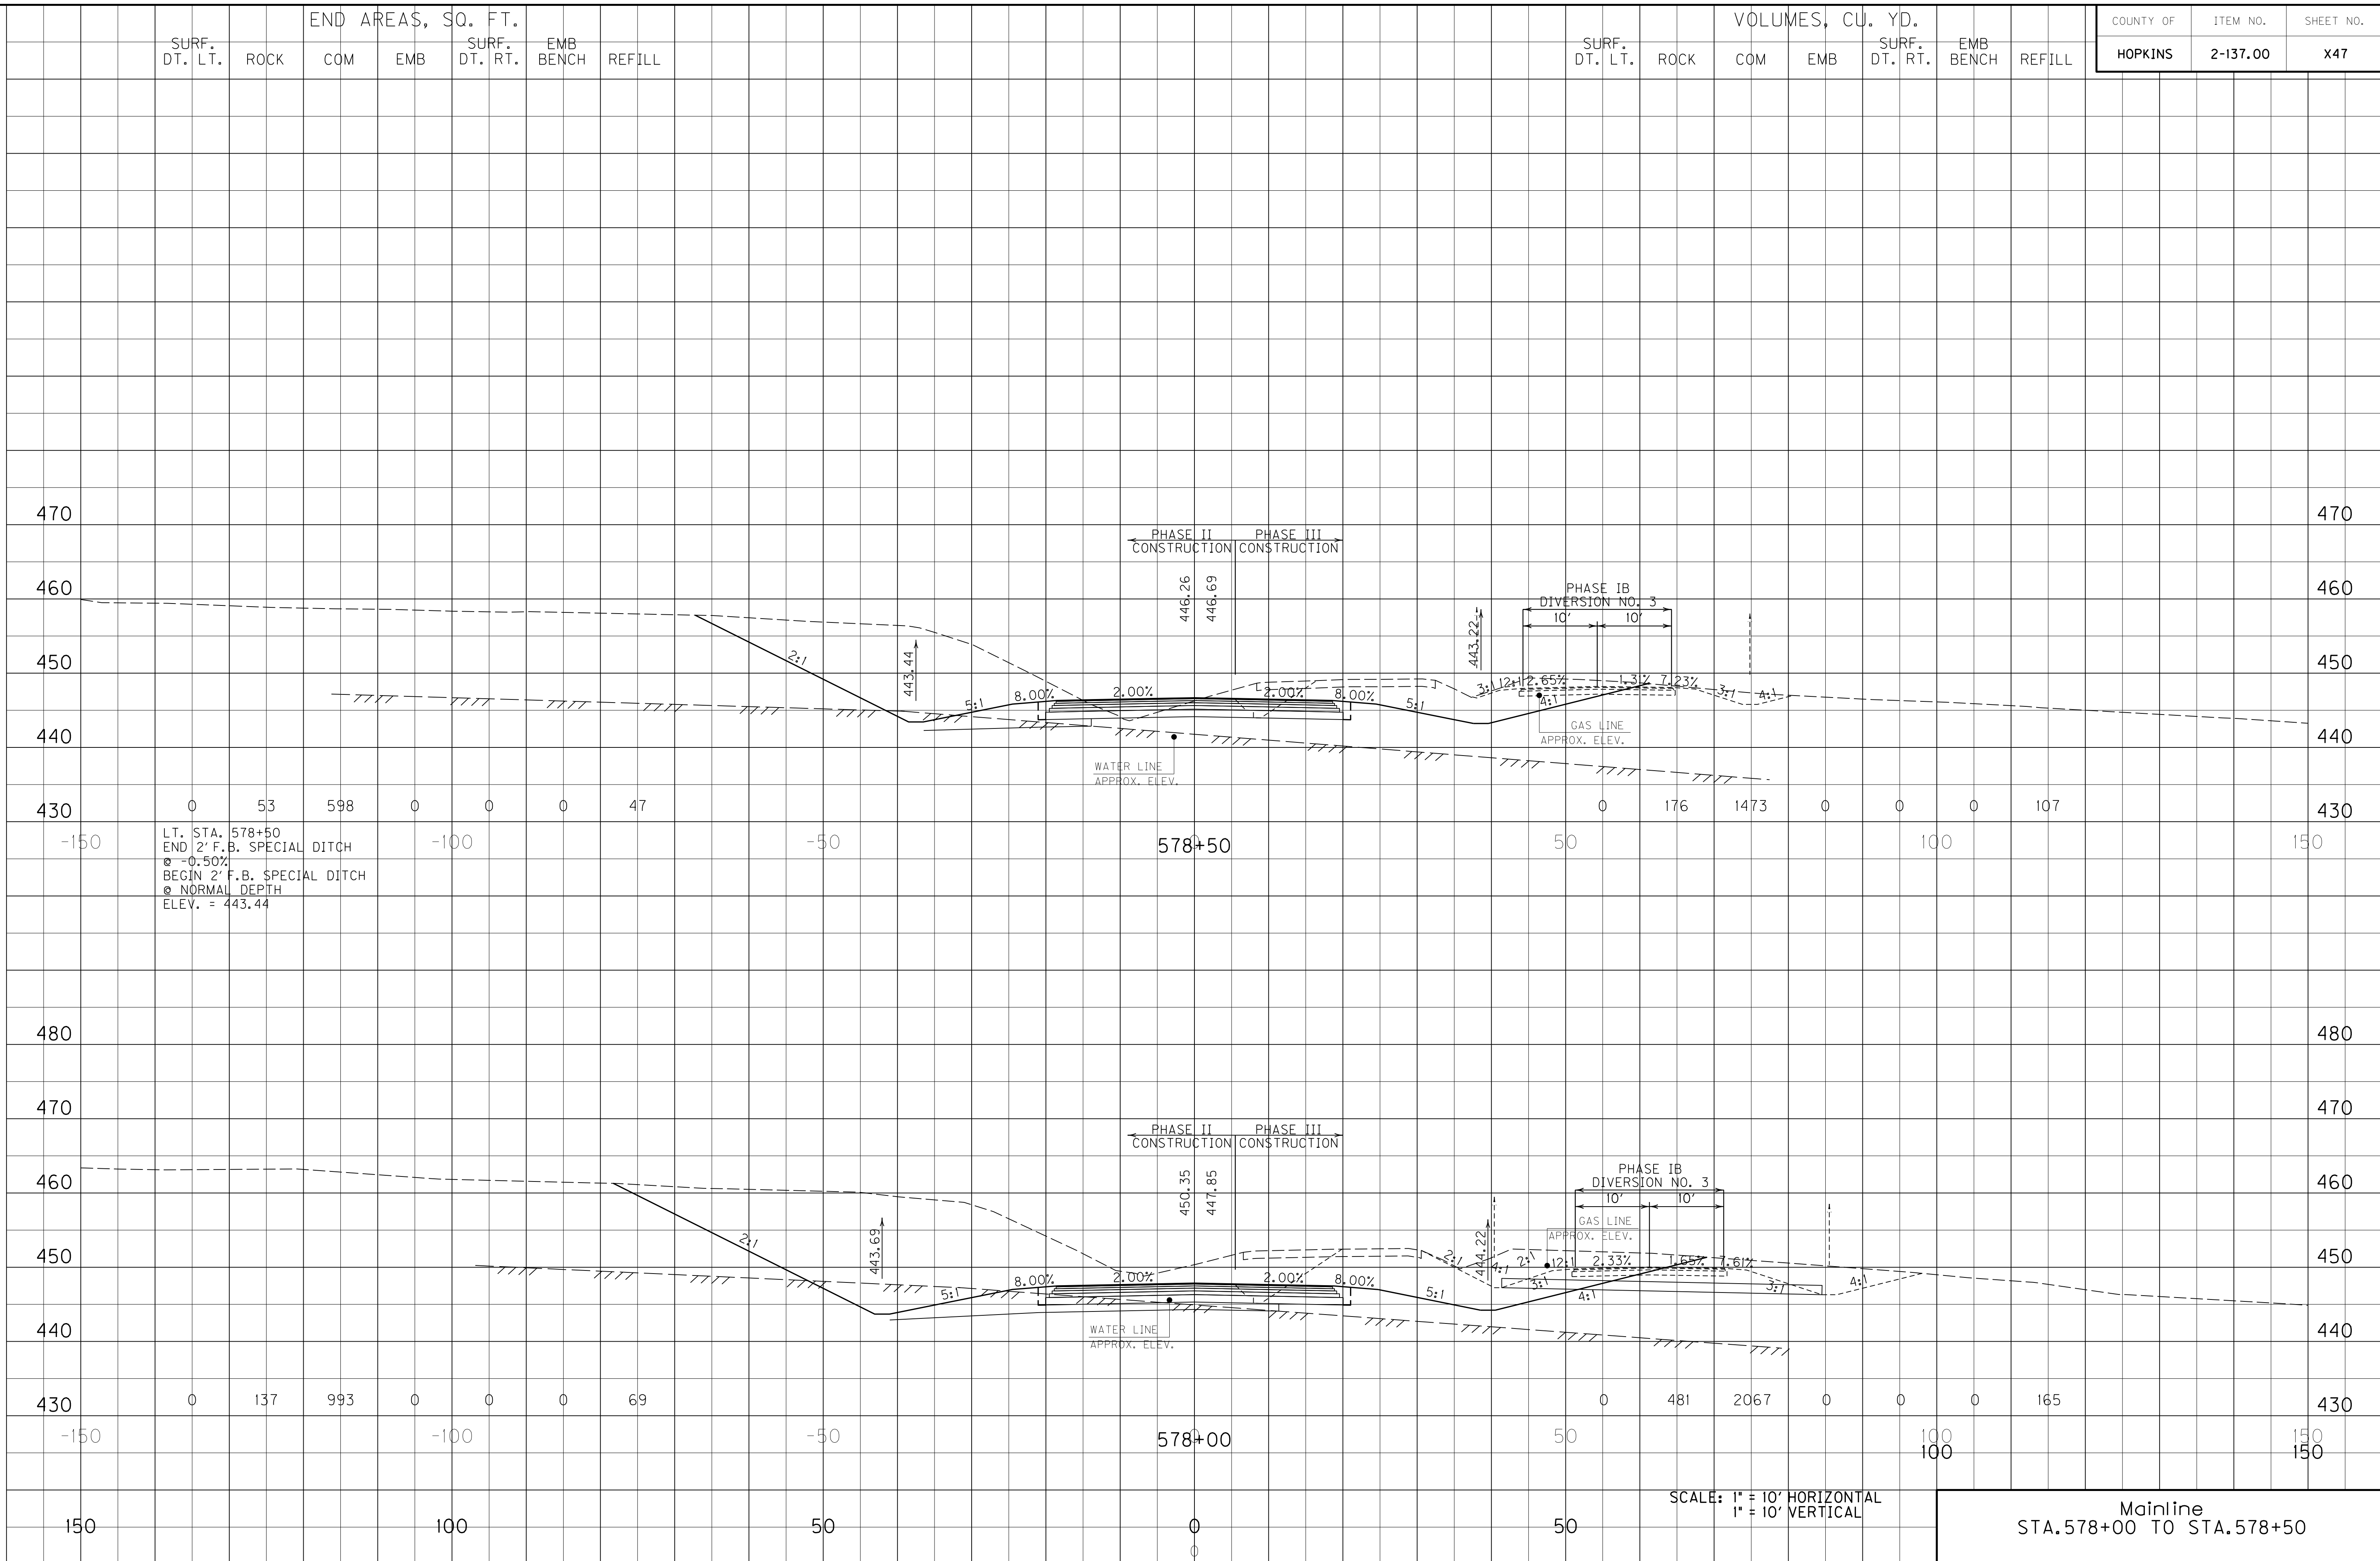 END AREAS, SQ. FT.
SURF. DT. LT. ROCK COM EMB SURF. DT. RT. EMB BENCH REFILL
VOLUMES, CU. YD.
SURF. DT. LT. ROCK COM EMB SURF. DT. RT. EMB BENCH REFILL
COUNTY OF ITEM NO. SHEET NO.
HOPKINS 2-137.00 X47
470 470
PHASE II PHASE III
CONSTRUCTION CONSTRUCTION
460 460
446.26 446.69
PHASE IB
DIVERSION NO. 3
10' 10'
450 450
2:1
443.44
443.22
5:1 8.00% 2.00% 2.00% 8.00% 5:1
3:1 12:1 2.65% 1.31% 7.23% 3:1 4:1
4:1
GAS LINE
APPROX. ELEV.
440 440
WATER LINE
APPROX. ELEV.
0 53 598 0 0 0 47
0 176 1473 0 0 0 107
430 430
-150 -100 -50 0 50 100 150
578+50
LT. STA. 578+50
END 2' F.B. SPECIAL DITCH
@ -0.50%
BEGIN 2' F.B. SPECIAL DITCH
@ NORMAL DEPTH
ELEV. = 443.44
480 480
470 470
PHASE II PHASE III
CONSTRUCTION CONSTRUCTION
460 460
450.35 447.85
PHASE IB
DIVERSION NO. 3
10' 10'
GAS LINE
APPROX. ELEV.
450 450
2:1
443.69
444.22
5:1 8.00% 2.00% 2.00% 8.00% 5:1
2:1 4:1 2:1 12:1 2.33% 1.65% 7.61%
3:1 4:1 3:1 4:1
440 440
WATER LINE
APPROX. ELEV.
0 137 993 0 0 0 69
0 481 2067 0 0 0 165
430 430
-150 -100 -50 0 50 100 150
578+00
100 150
SCALE: 1" = 10' HORIZONTAL
1" = 10' VERTICAL
150 100 50 0 50
0
Mainline
STA.578+00 TO STA.578+50